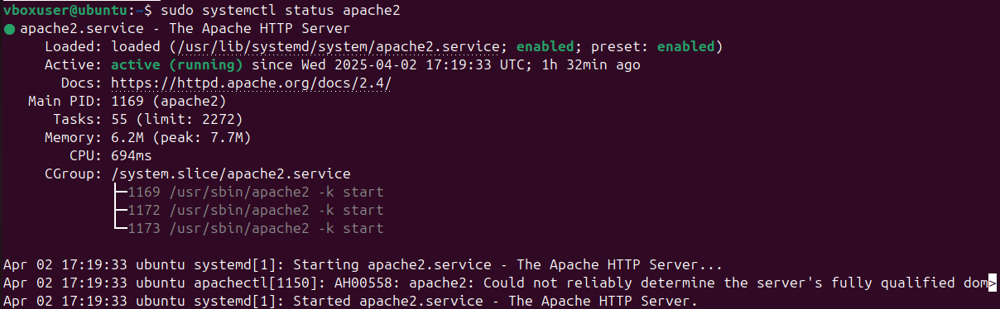 vboxuser@ubuntu:~$ sudo systemctl status apache2
● apache2.service - The Apache HTTP Server
Loaded: loaded (/usr/lib/systemd/system/apache2.service; enabled; preset: enabled)
Active: active (running) since Wed 2025-04-02 17:19:33 UTC; 1h 32min ago
Docs: https://httpd.apache.org/docs/2.4/
Main PID: 1169 (apache2)
Tasks: 55 (limit: 2272)
Memory: 6.2M (peak: 7.7M)
CPU: 694ms
CGroup: /system.slice/apache2.service
├─1169 /usr/sbin/apache2 -k start
├─1172 /usr/sbin/apache2 -k start
└─1173 /usr/sbin/apache2 -k start
Apr 02 17:19:33 ubuntu systemd[1]: Starting apache2.service - The Apache HTTP Server...
Apr 02 17:19:33 ubuntu apachectl[1150]: AH00558: apache2: Could not reliably determine the server's fully qualified dom>
Apr 02 17:19:33 ubuntu systemd[1]: Started apache2.service - The Apache HTTP Server.